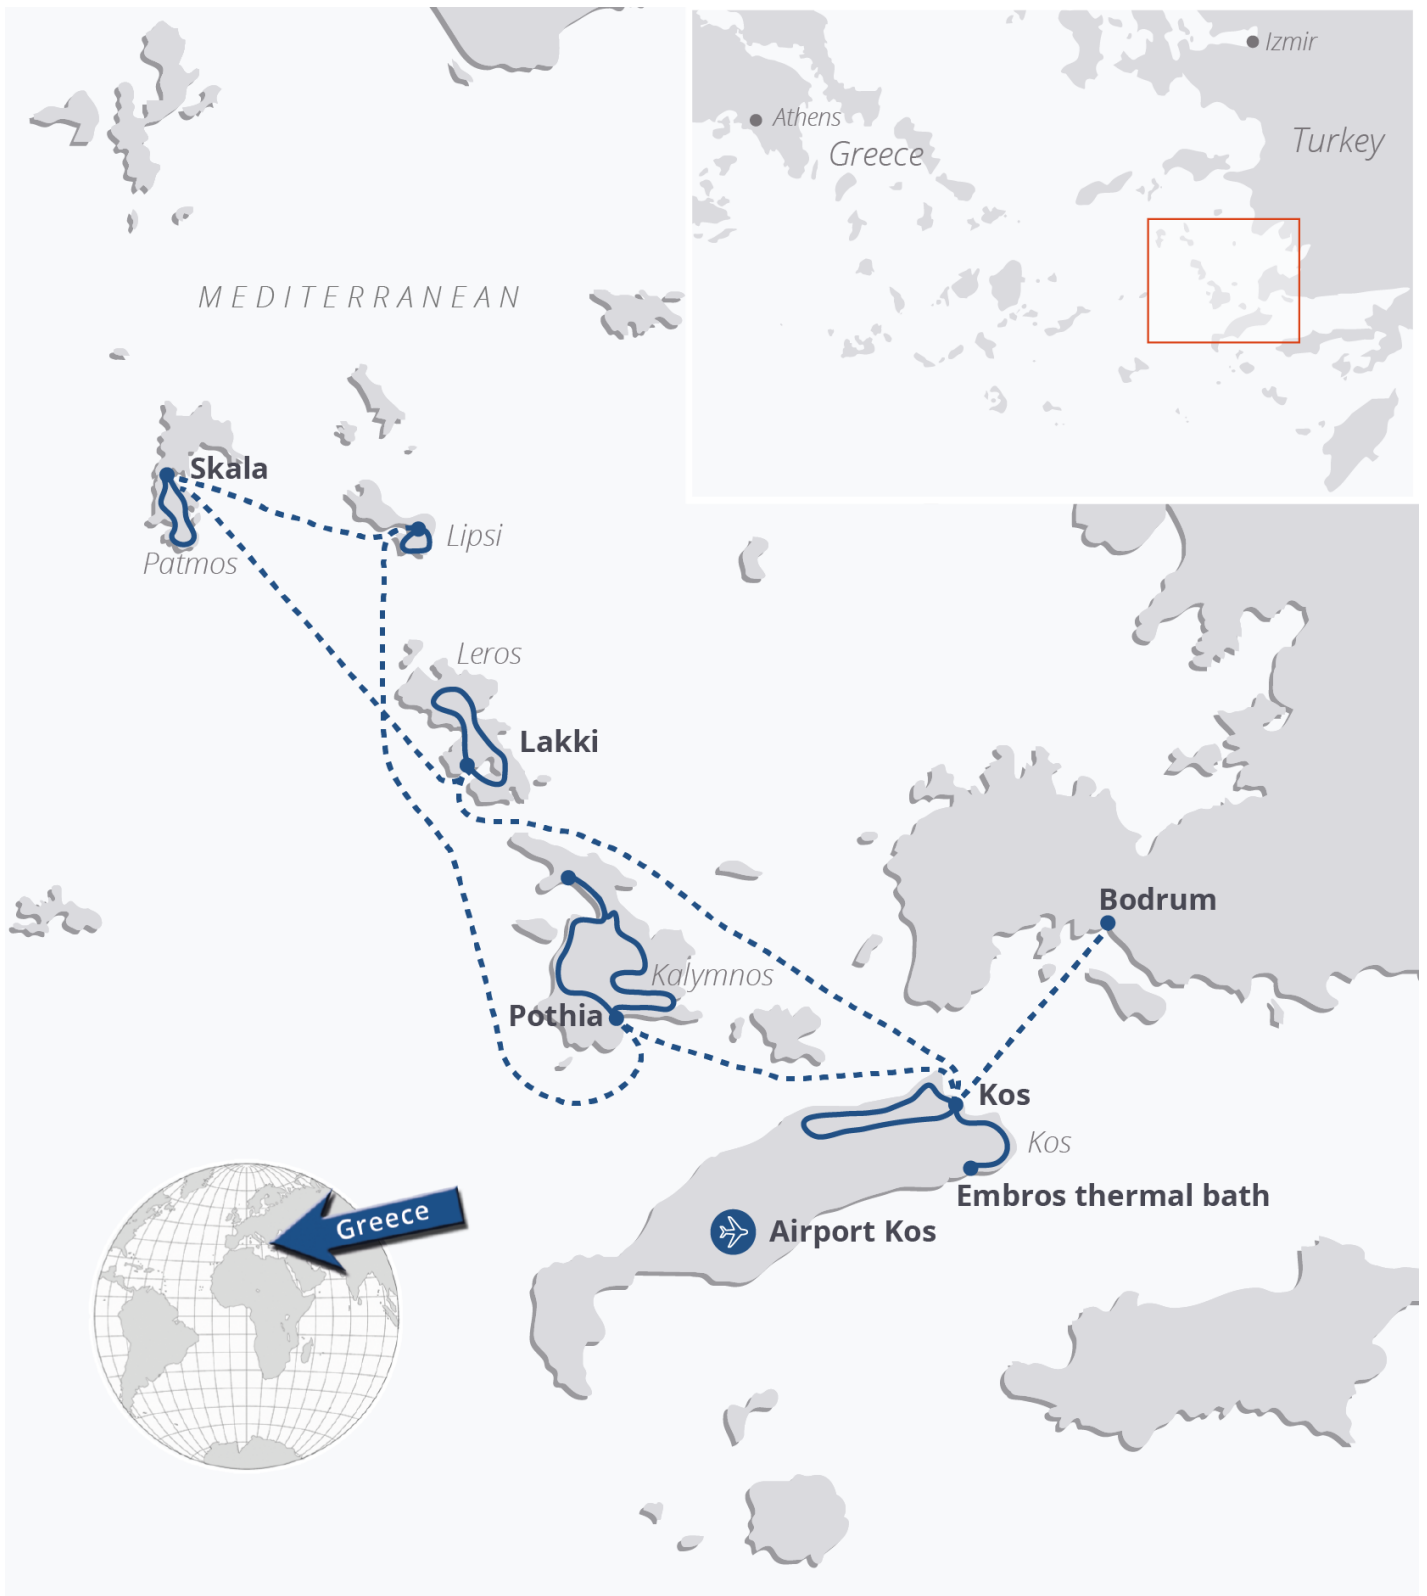 Izmir
Athens
Greece
Turkey
MEDITERRANEAN
Skala
Patmos
Lipsi
Leros
Lakki
Bodrum
Kalymnos
Pothia
Kos
Kos
Embros thermal bath
Airport Kos
Greece